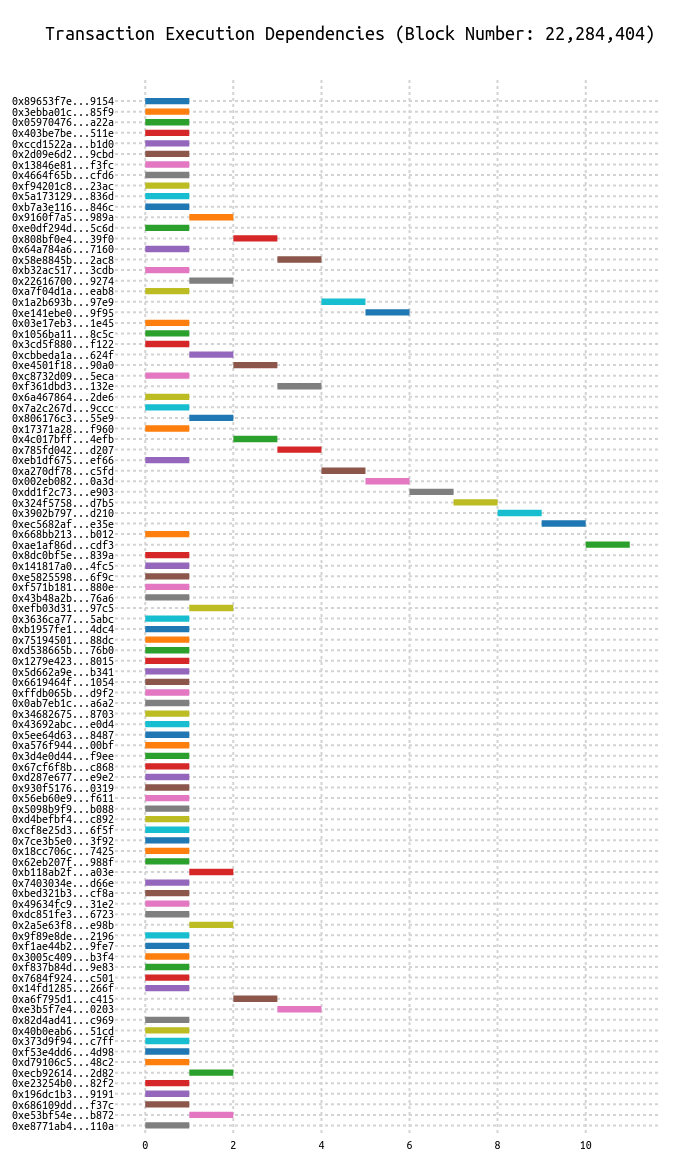 Transaction Execution Dependencies (Block Number: 22,284,404)
0x89653f7e...9154
0x3ebba01c...85f9
0x05970476...a22a
0x403be7be...511e
0xccd1522a...b1d0
0x2d09e6d2...9cbd
0x13846e81...f3fc
0x4664f65b...cfd6
0xf94201c8...23ac
0x5a173129...836d
0xb7a3e116...846c
0x9160f7a5...989a
0xe0df294d...5c6d
0x808bf0e4...39f0
0x64a784a6...7160
0x58e8845b...2ac8
0xb32ac517...3cdb
0x22616700...9274
0xa7f04d1a...eab8
0x1a2b693b...97e9
0xe141ebe0...9f95
0x03e17eb3...1e45
0x1056ba11...8c5c
0x3cd5f880...f122
0xcbbeda1a...624f
0xe4501f18...90a0
0xc8732d09...5eca
0xf361dbd3...132e
0x6a467864...2de6
0x7a2c267d...9ccc
0x806176c3...55e9
0x17371a28...f960
0x4c017bff...4efb
0x785fd042...d207
0xeb1df675...ef66
0xa270df78...c5fd
0x002eb082...0a3d
0xdd1f2c73...e903
0x324f5758...d7b5
0x3902b797...d210
0xec5682af...e35e
0x668bb213...b012
0xae1af86d...cdf3
0x8dc0bf5e...839a
0x141817a0...4fc5
0xe5825598...6f9c
0xf571b181...880e
0x43b48a2b...76a6
0xefb03d31...97c5
0x3636ca77...5abc
0xb1957fe1...4dc4
0x75194501...88dc
0xd538665b...76b0
0x1279e423...8015
0x5d662a9e...b341
0x6619464f...1054
0xffdb065b...d9f2
0x0ab7eb1c...a6a2
0x34682675...8703
0x43692abc...e0d4
0x5ee64d63...8487
0xa576f944...00bf
0x3d4e0d44...f9ee
0x67cf6f8b...c868
0xd287e677...e9e2
0x930f5176...0319
0x56eb60e9...f611
0x5098b9f9...b088
0xd4befbf4...c892
0xcf8e25d3...6f5f
0x7ce3b5e0...3f92
0x18cc706c...7425
0x62eb207f...988f
0xb118ab2f...a03e
0x7403034e...d66e
0xbed321b3...cf8a
0x49634fc9...31e2
0xdc851fe3...6723
0x2a5e63f8...e98b
0x9f89e8de...2196
0xf1ae44b2...9fe7
0x3005c409...b3f4
0xf837b84d...9e83
0x7684f924...c501
0x14fd1285...266f
0xa6f795d1...c415
0xe3b5f7e4...0203
0x82d4ad41...c969
0x40b0eab6...51cd
0x373d9f94...c7ff
0xf53e4dd6...4d98
0xd79106c5...48c2
0xecb92614...2d82
0xe23254b0...82f2
0x196dc1b3...9191
0x686109dd...f37c
0xe53bf54e...b872
0xe8771ab4...110a
0 2 4 6 8 10